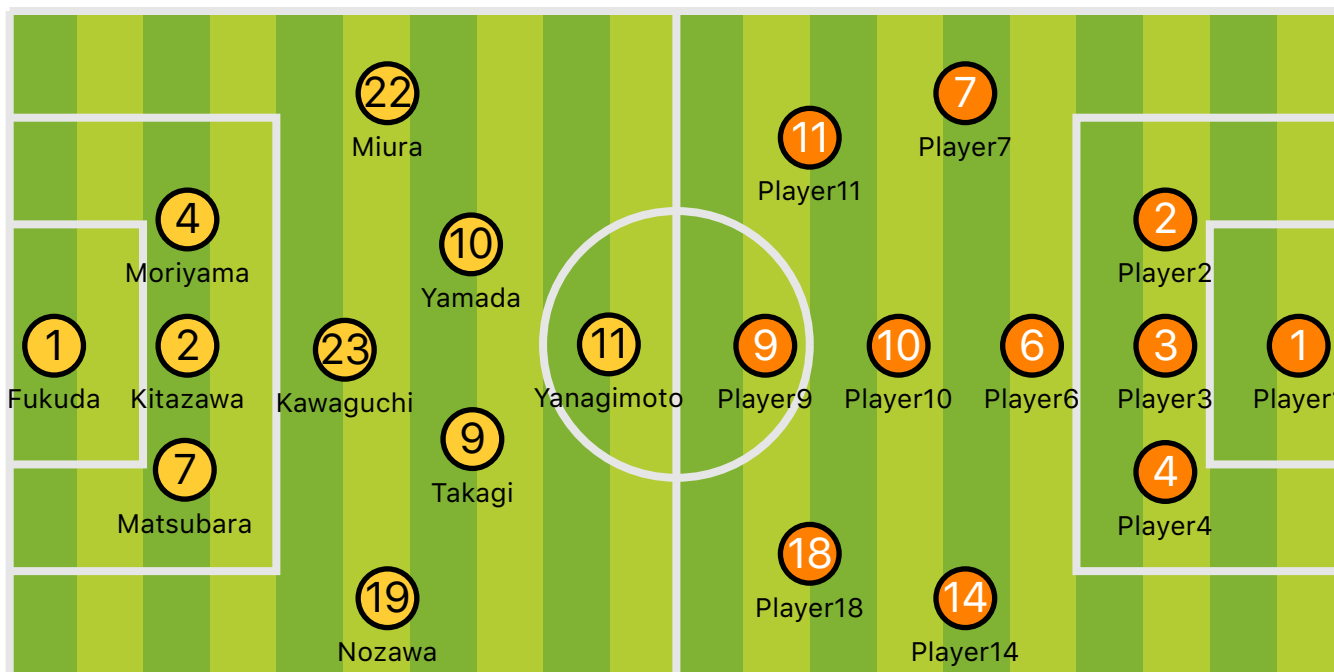 22
Miura
7
Player7
11
Player11
4
Moriyama
2
Player2
10
Yamada
1
Fukuda
2
Kitazawa
23
Kawaguchi
11
Yanagimoto
9
Player9
10
Player10
6
Player6
3
Player3
1
Player1
9
Takagi
7
Matsubara
4
Player4
18
Player18
19
Nozawa
14
Player14